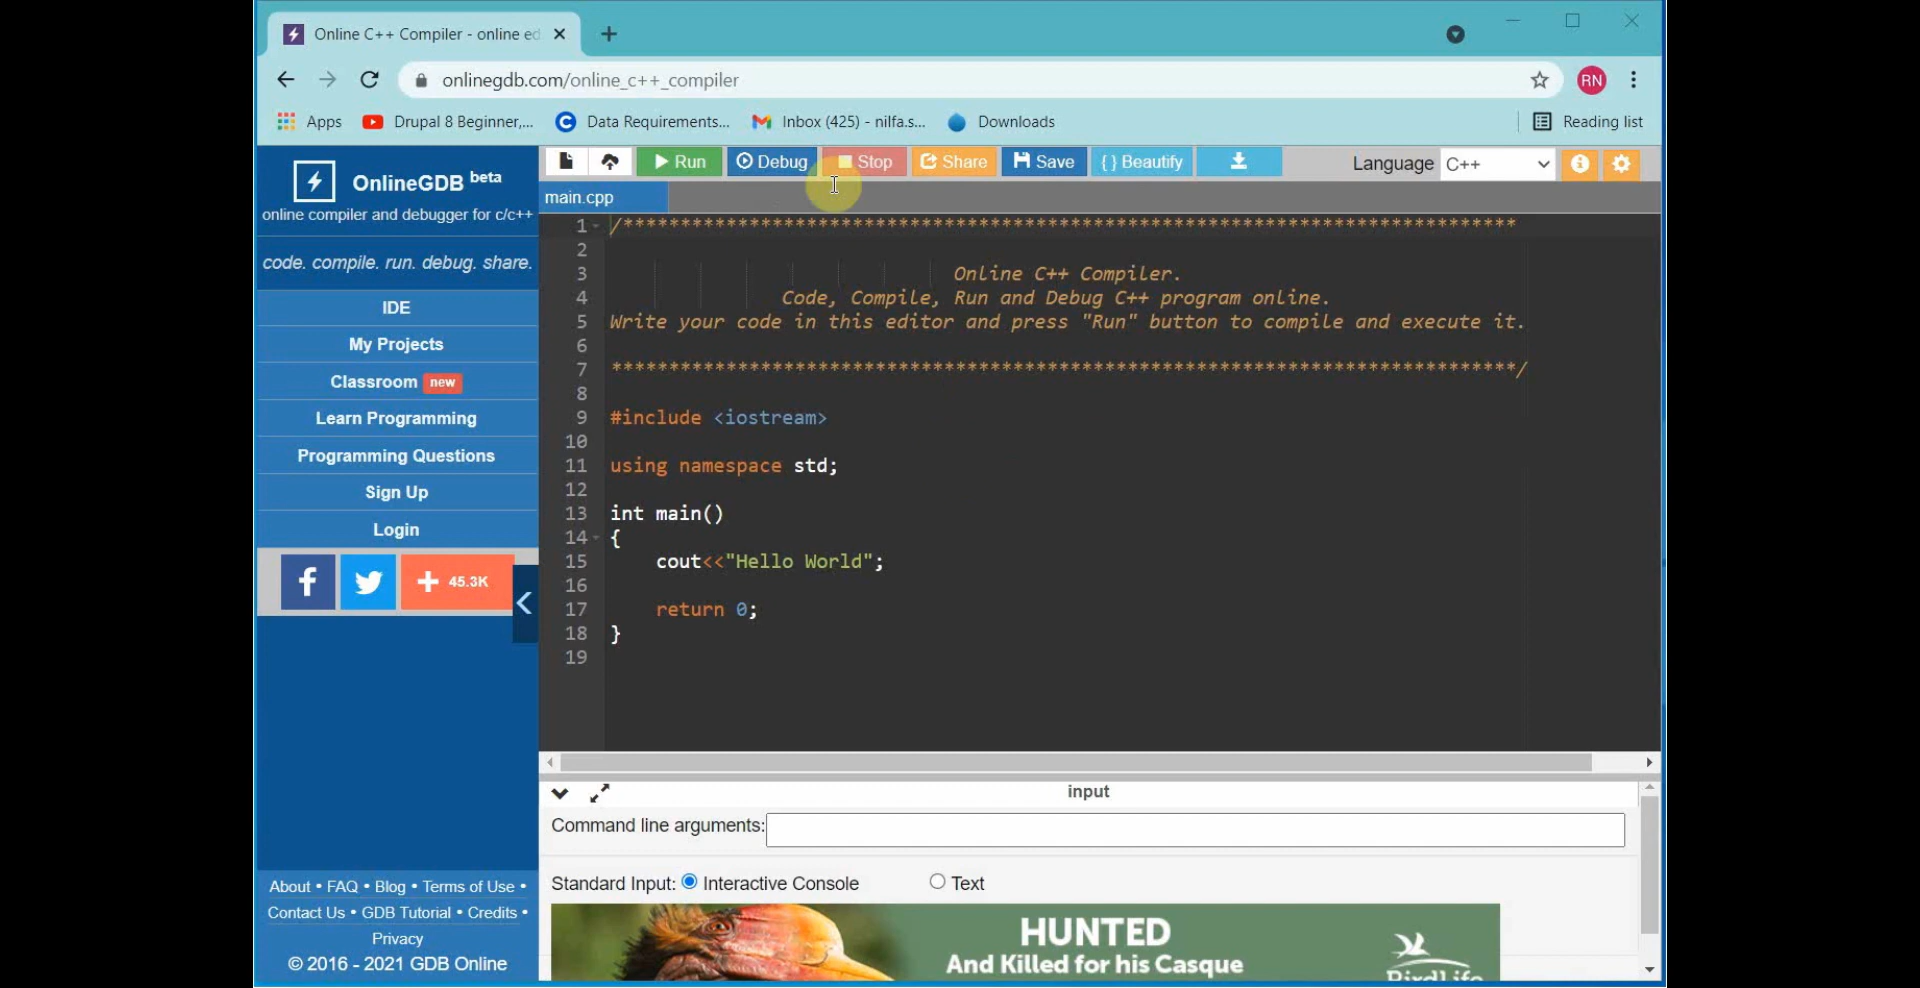 Online C++ Compiler - online ed
onlinegdb.com/online_c++_compiler
RN
Apps
Drupal 8 Beginner,...
Data Requirements...
Inbox (425) - nilfa.s...
Downloads
Reading list
OnlineGDB beta
online compiler and debugger for c/c++
code. compile. run. debug. share.
IDE
My Projects
Classroom new
Learn Programming
Programming Questions
Sign Up
Login
45.3K
About • FAQ • Blog • Terms of Use •
Contact Us • GDB Tutorial • Credits •
Privacy
© 2016 - 2021 GDB Online
Run
Debug
Stop
Share
Save
{ } Beautify
Language C++
main.cpp
1 /******************************************************************************
2
3 Online C++ Compiler.
4 Code, Compile, Run and Debug C++ program online.
5 Write your code in this editor and press "Run" button to compile and execute it.
6
7 *******************************************************************************/
8
9 #include <iostream>
10
11 using namespace std;
12
13 int main()
14 {
15 cout<<"Hello World";
16
17 return 0;
18 }
19
input
Command line arguments:
Standard Input: Interactive Console Text
HUNTED
And Killed for his Casque
BirdLife